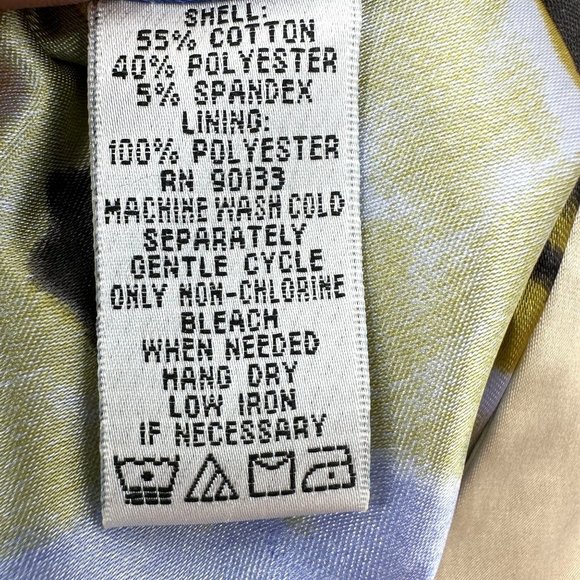 SHELL:
55% COTTON
40% POLYESTER
5% SPANDEX
LINING:
100% POLYESTER
RN 90133
MACHINE WASH COLD
SEPARATELY
GENTLE CYCLE
ONLY NON-CHLORINE
BLEACH
WHEN NEEDED
HAND DRY
LOW IRON
IF NECESSARY